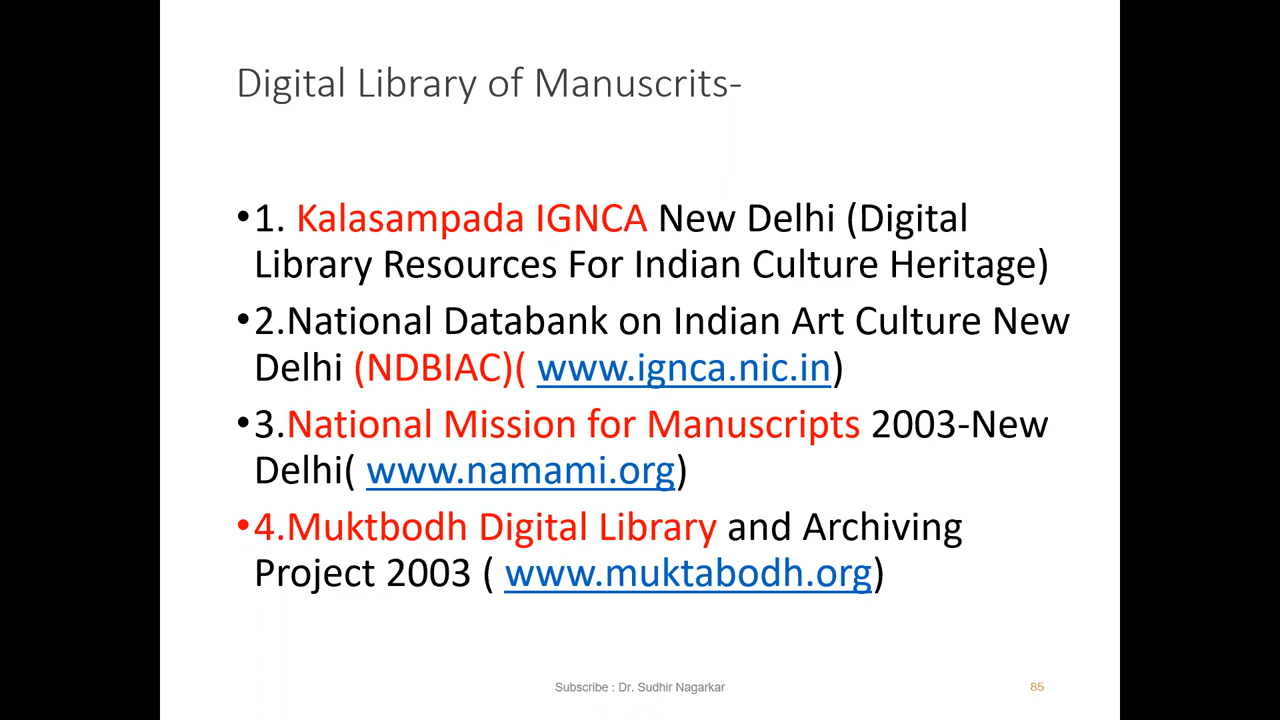 Digital Library of Manuscrits-
•1. Kalasampada IGNCA New Delhi (Digital
Library Resources For Indian Culture Heritage)
•2.National Databank on Indian Art Culture New
Delhi (NDBIAC)( www.ignca.nic.in)
•3.National Mission for Manuscripts 2003-New
Delhi( www.namami.org)
•4.Muktbodh Digital Library and Archiving
Project 2003 ( www.muktabodh.org)
Subscribe : Dr. Sudhir Nagarkar
85